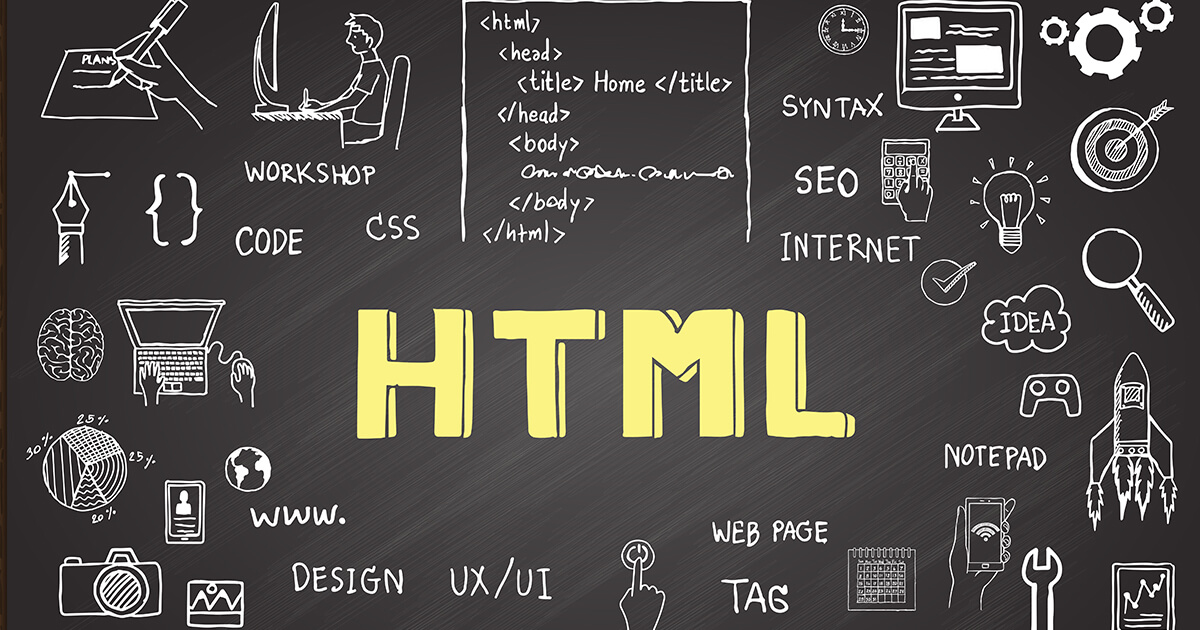 PLANS
<html>
<head>
<title> Home </title>
</head>
<body>
</body>
</html>
SYNTAX
WORKSHOP
SEO
CODE
CSS
INTERNET
HTML
IDEA
25%
30%
25%
20%
NOTEPAD
www.
WEB PAGE
DESIGN
UX/UI
TAG